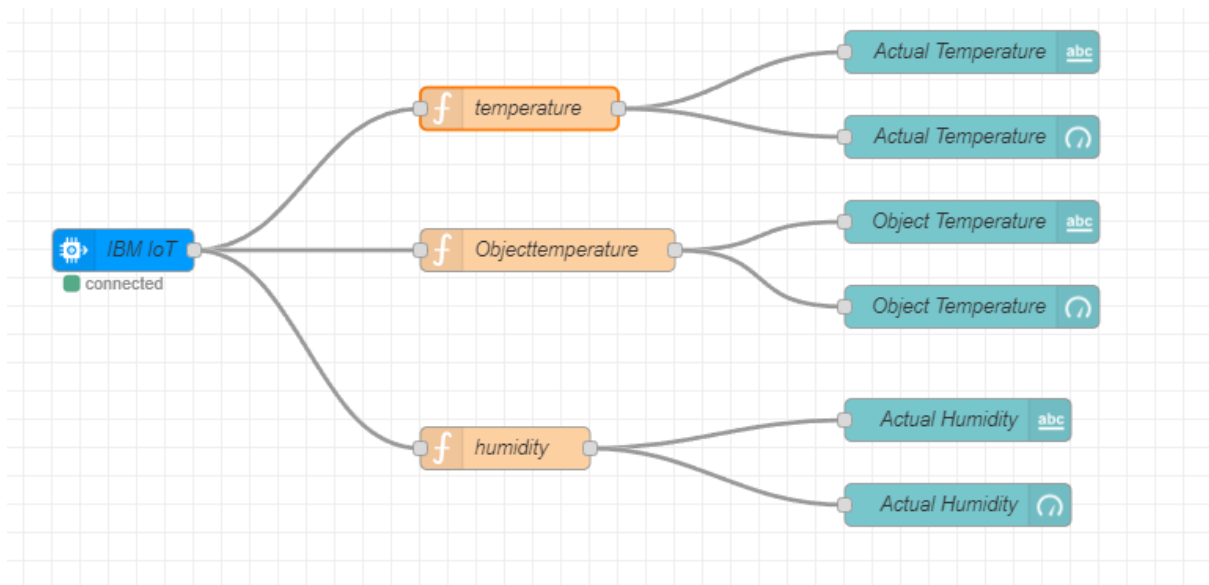 Actual Temperature abc
temperature
Actual Temperature
Object Temperature abc
IBM IoT
Objecttemperature
connected
Object Temperature
Actual Humidity abc
humidity
Actual Humidity